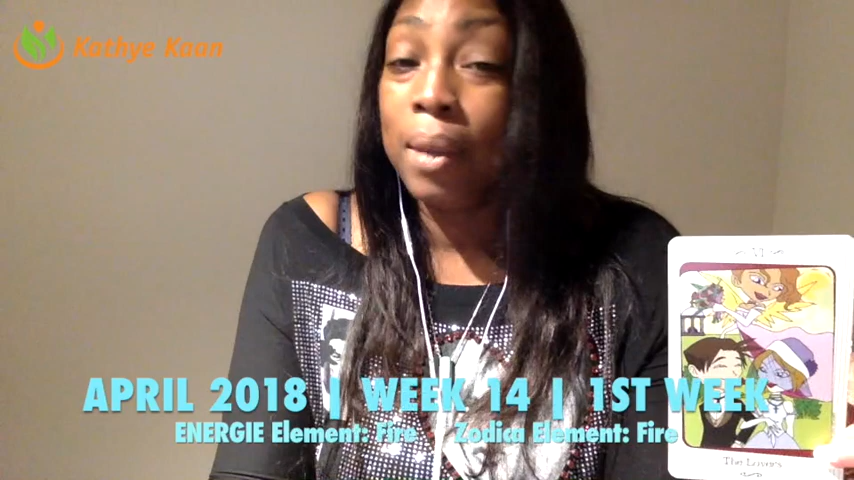 Kathye Kaan
VI
APRIL 2018 | WEEK 14 | 1ST WEEK
ENERGIE Element: Fire Zodica Element: Fire
The Lovers